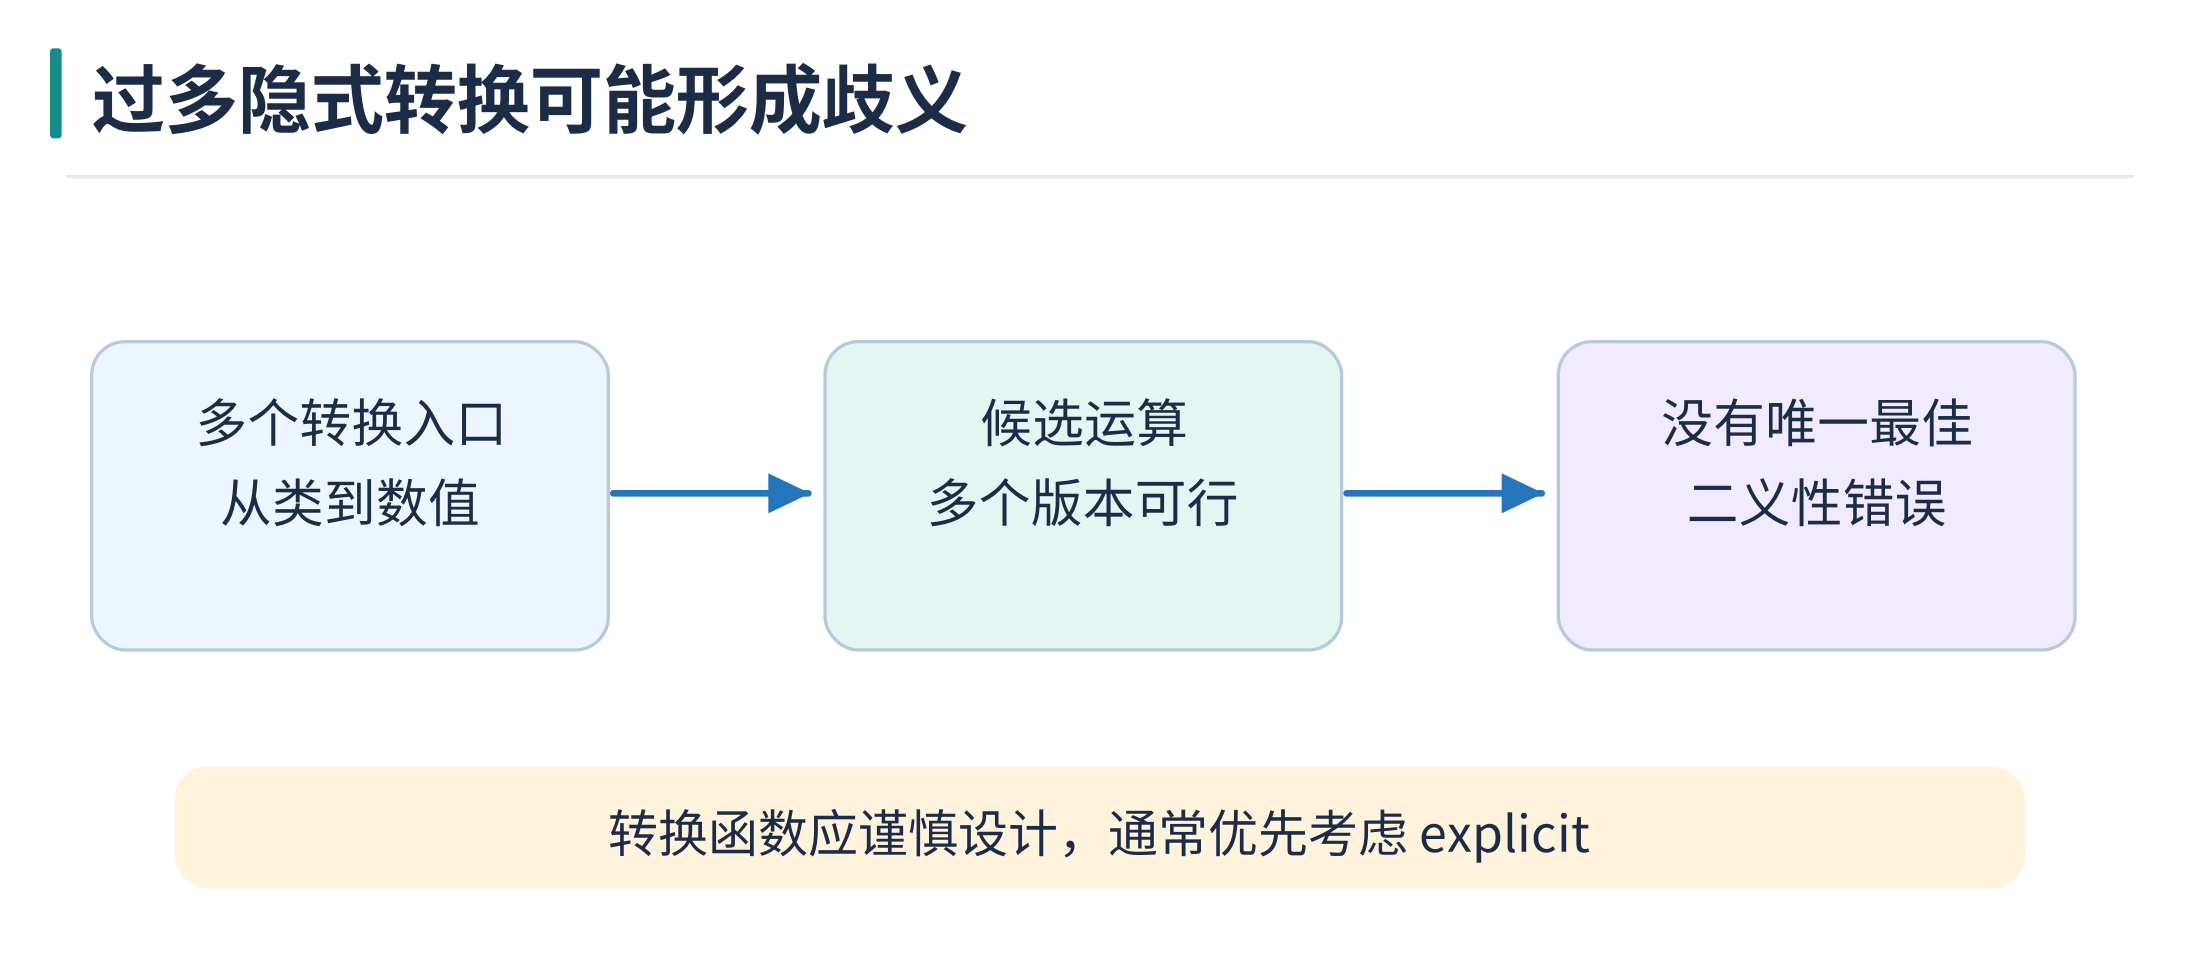 过多隐式转换可能形成歧义
多个转换入口
从类到数值
候选运算
多个版本可行
没有唯一最佳
二义性错误
转换函数应谨慎设计，通常优先考虑 explicit